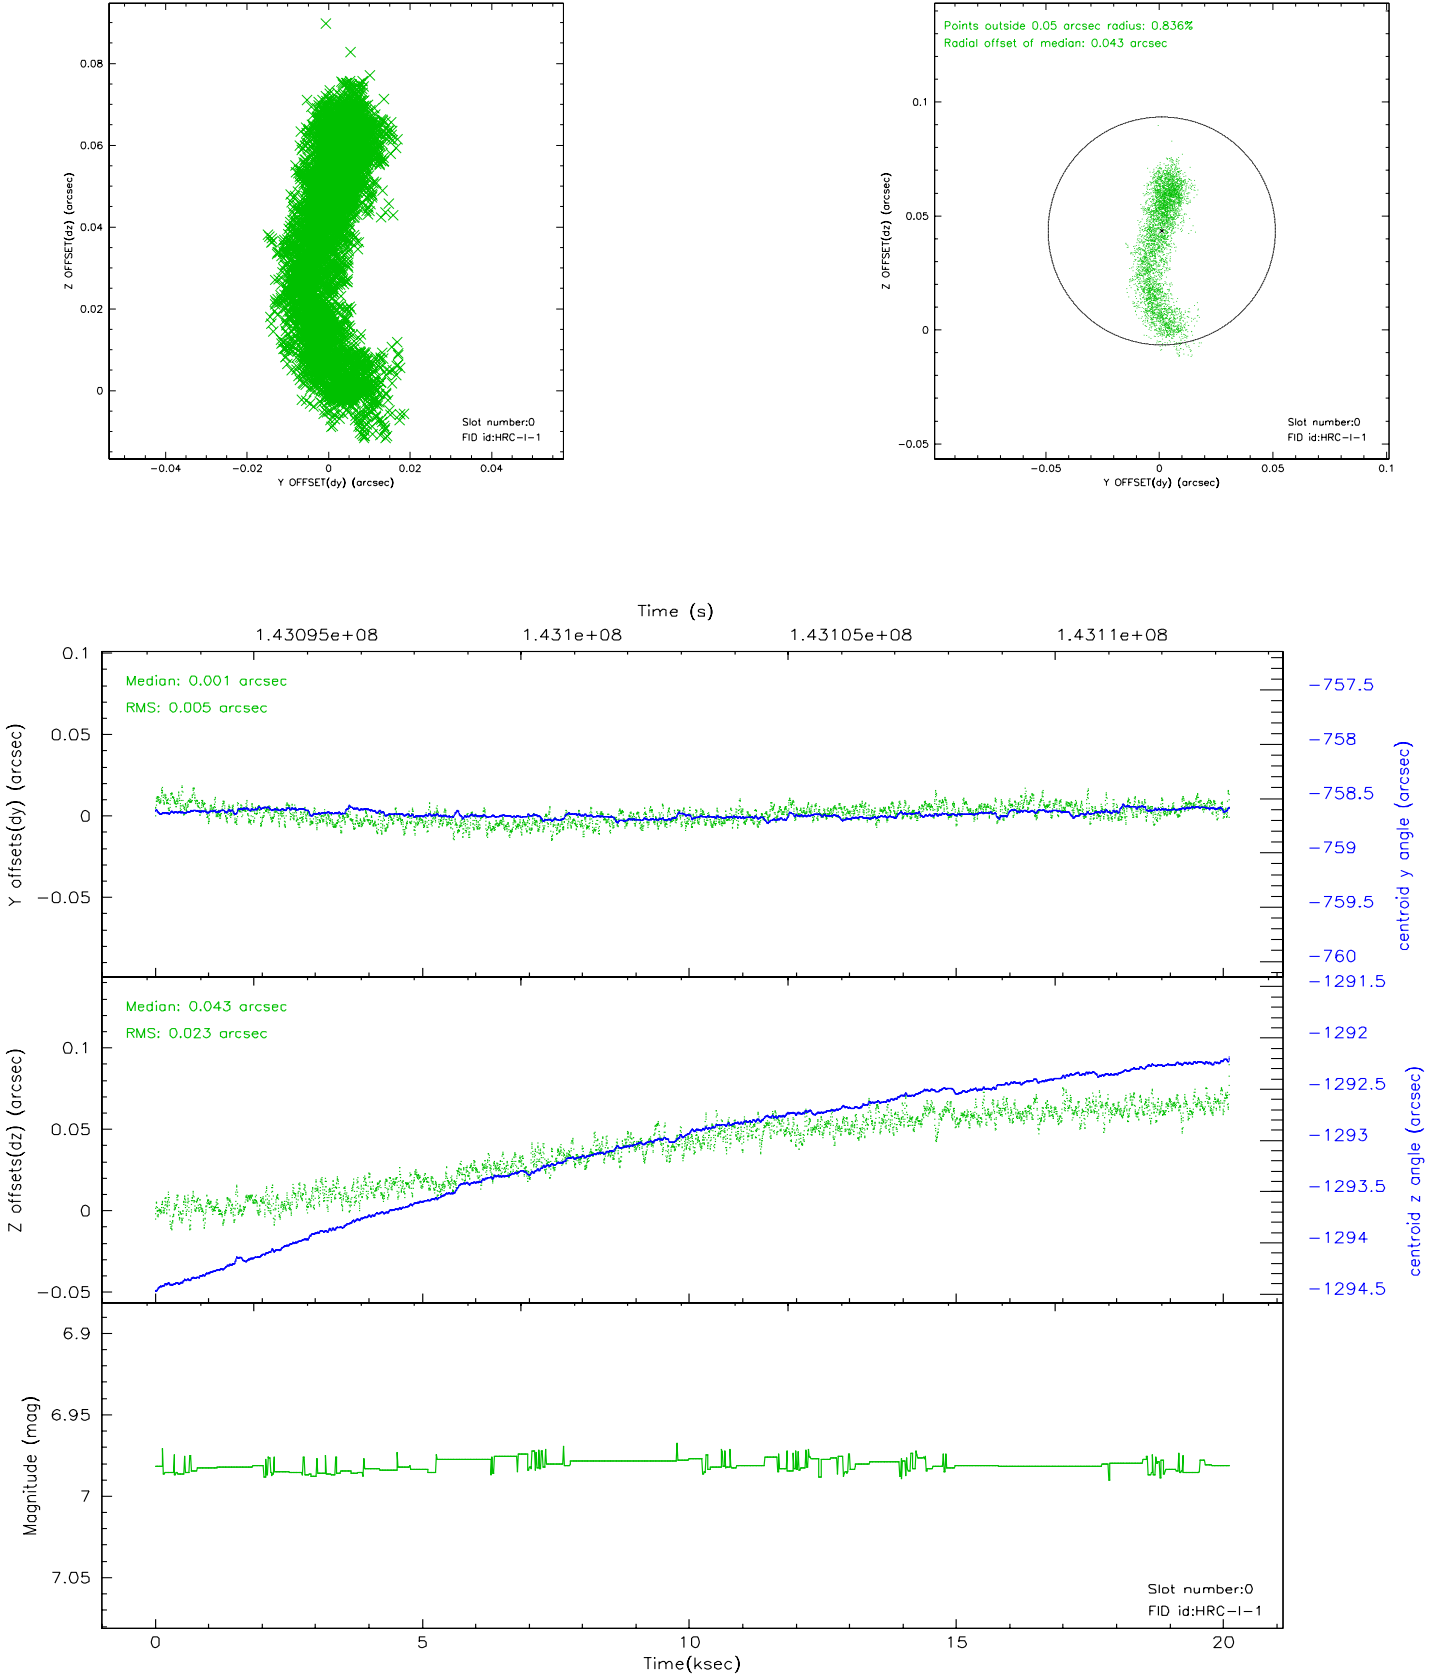 0.08
0.06
0.04
0.02
0
Z OFFSET(dz) (arcsec)
Slot number:0
FID id:HRC-I-1
-0.04 -0.02 0 0.02 0.04
Y OFFSET(dy) (arcsec)
Points outside 0.05 arcsec radius: 0.836%
Radial offset of median: 0.043 arcsec
0.1
0.05
0
-0.05
Z OFFSET(dz) (arcsec)
Slot number:0
FID id:HRC-I-1
-0.05 0 0.05 0.1
Y OFFSET(dy) (arcsec)
Time (s)
1.43095e+08 1.431e+08 1.43105e+08 1.4311e+08
Median: 0.001 arcsec
RMS: 0.005 arcsec
0.1
0.05
0
-0.05
Y offsets(dy) (arcsec)
-757.5
-758
-758.5
-759
-759.5
-760
centroid y angle (arcsec)
Median: 0.043 arcsec
RMS: 0.023 arcsec
0.1
0.05
0
-0.05
Z offsets(dz) (arcsec)
-1291.5
-1292
-1292.5
-1293
-1293.5
-1294
-1294.5
centroid z angle (arcsec)
6.9
6.95
7
7.05
Magnitude (mag)
Slot number:0
FID id:HRC-I-1
0 5 10 15 20
Time(ksec)